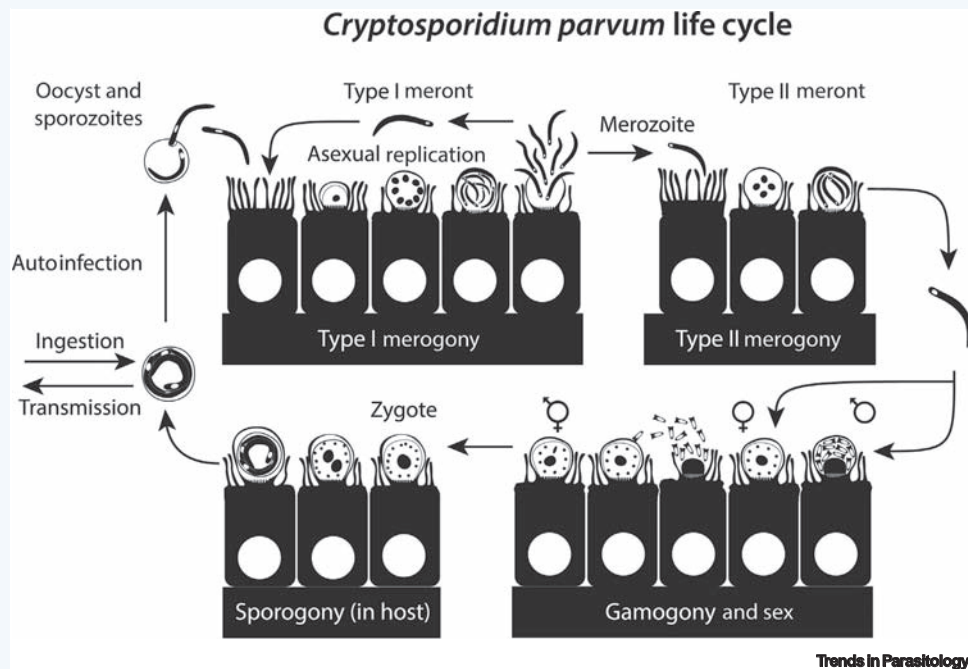 Cryptosporidium parvum life cycle
Oocyst and
sporozoites
Type I meront
Type II meront
Merozoite
Asexual replication
Autoinfection
Type I merogony
Type II merogony
Ingestion
Transmission
Zygote
⚥
♀
♂
Sporogony (in host)
Gamogony and sex
Trends in Parasitology